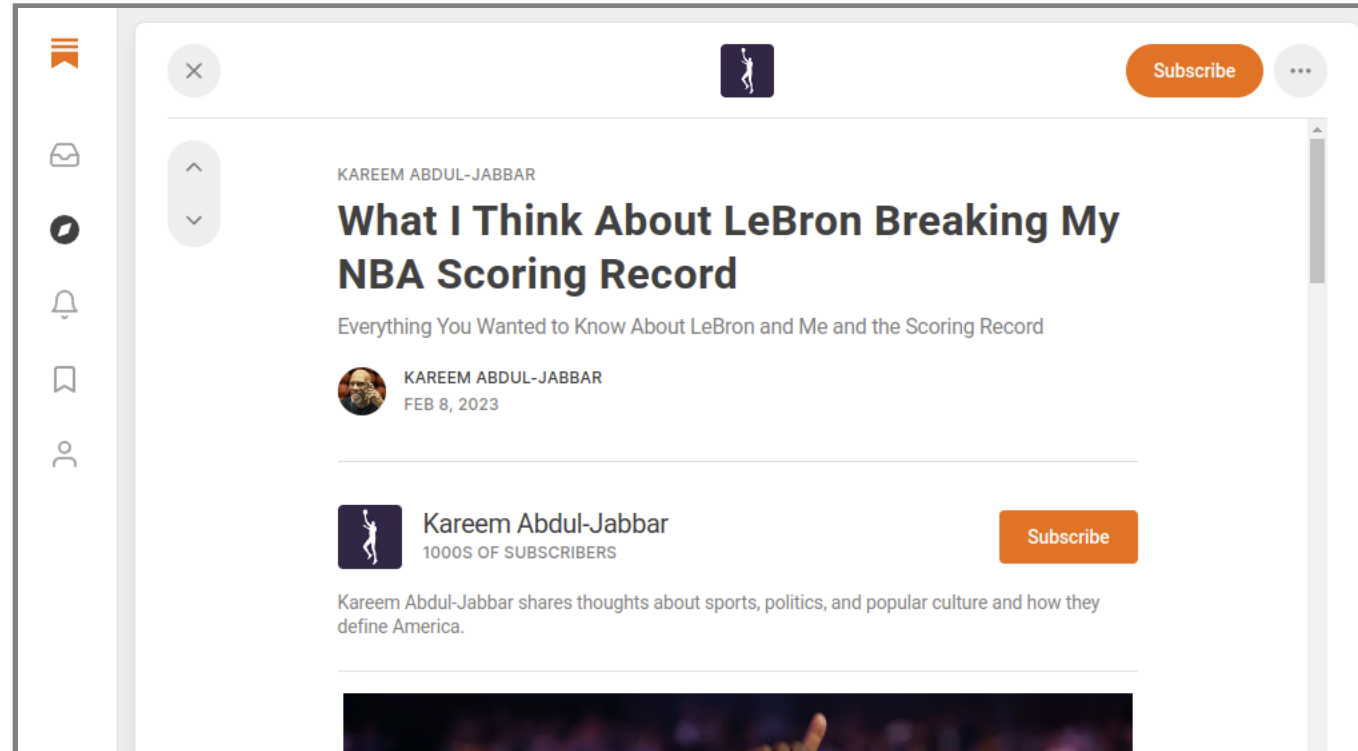 Subscribe
KAREEM ABDUL-JABBAR
What I Think About LeBron Breaking My
NBA Scoring Record
Everything You Wanted to Know About LeBron and Me and the Scoring Record
KAREEM ABDUL-JABBAR
FEB 8, 2023
Kareem Abdul-Jabbar
1000S OF SUBSCRIBERS
Subscribe
Kareem Abdul-Jabbar shares thoughts about sports, politics, and popular culture and how they
define America.